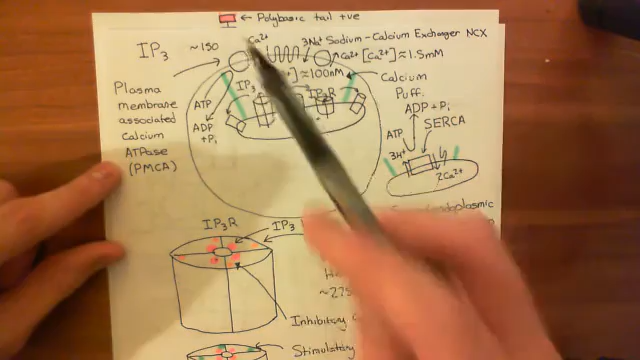 ← Polybasic tail +ve
IP3 ~150
Ca2+
3Na+ Sodium-Calcium Exchanger NCX
Ca2+ [Ca2+]≈1.5mM
]≈100nM
Calcium
Puff.
Plasma
membrane
associated
Calcium
ATPase
(PMCA)
ATP
ADP
+Pi
IP3
IP3R
ADP+Pi
ATP
SERCA
3H+
2Ca2+
IP3R
IP3
Inhibitory
Stimulatory